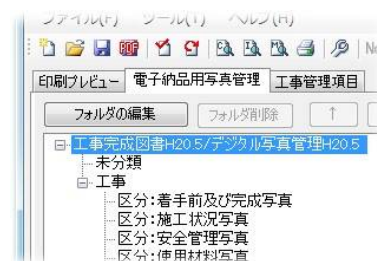 ファイル(F) ツール(T) ヘルプ(H)
印刷プレビュー 電子納品用写真管理 工事管理項目
フォルダの編集 フォルダ削除 ↑
工事完成図書H20.5/デジタル写真管理H20.5
未分類
工事
区分:着手前及び完成写真
区分:施工状況写真
区分:安全管理写真
区分:使用材料写真